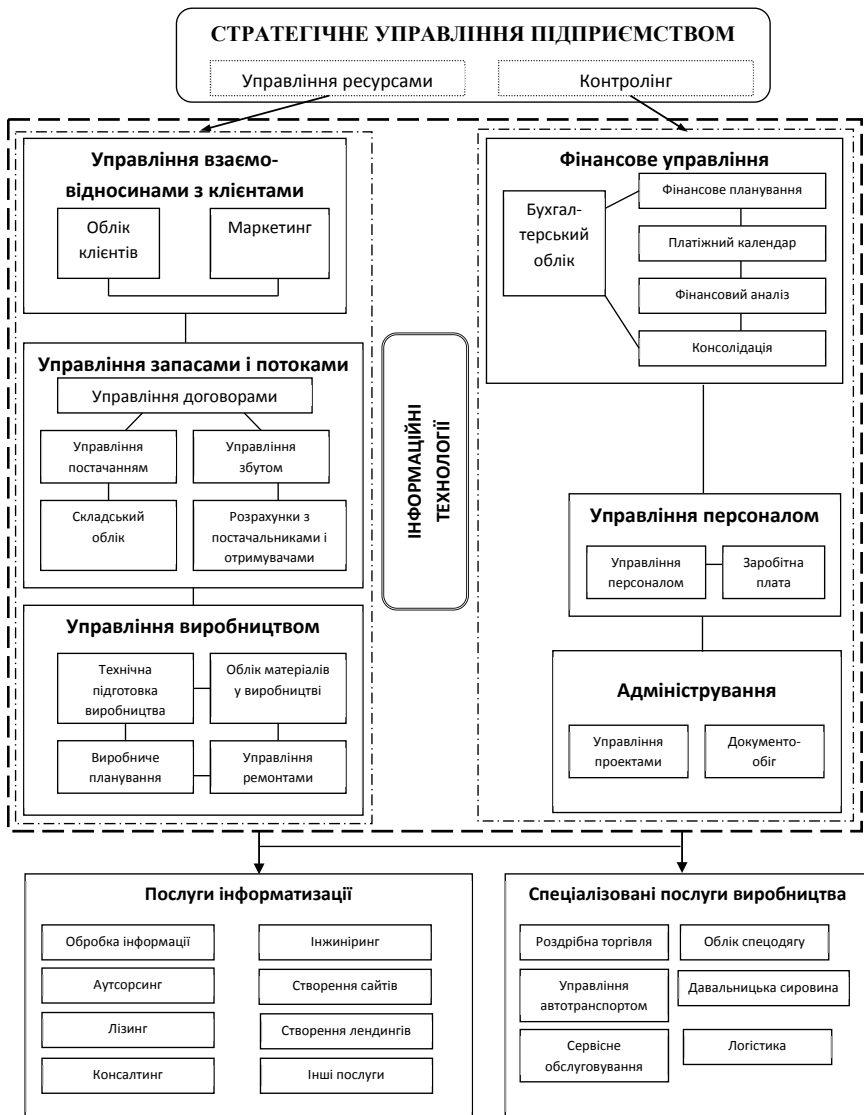 СТРАТЕГІЧНЕ УПРАВЛІННЯ ПІДПРИЄМСТВОМ
Управління ресурсами
Контролінг
Управління взаємо-
відносинами з клієнтами
Облік
клієнтів
Маркетинг
Управління запасами і потоками
Управління договорами
Управління
постачанням
Управління
збутом
Складський
облік
Розрахунки з
постачальниками і
отримувачами
Управління виробництвом
Технічна
підготовка
виробництва
Облік матеріалів
у виробництві
Виробниче
планування
Управління
ремонтами
ІНФОРМАЦІЙНІ
ТЕХНОЛОГІЇ
Фінансове управління
Бухгал-
терський
облік
Фінансове планування
Платіжний календар
Фінансовий аналіз
Консолідація
Управління персоналом
Управління
персоналом
Заробітна
плата
Адміністрування
Управління
проектами
Документо-
обіг
Послуги інформатизації
Обробка інформації
Інжиніринг
Аутсорсинг
Створення сайтів
Лізинг
Створення лендингів
Консалтинг
Інші послуги
Спеціалізовані послуги виробництва
Роздрібна торгівля
Облік спецодягу
Управління
автотранспортом
Давальницька сировина
Сервісне
обслуговування
Логістика